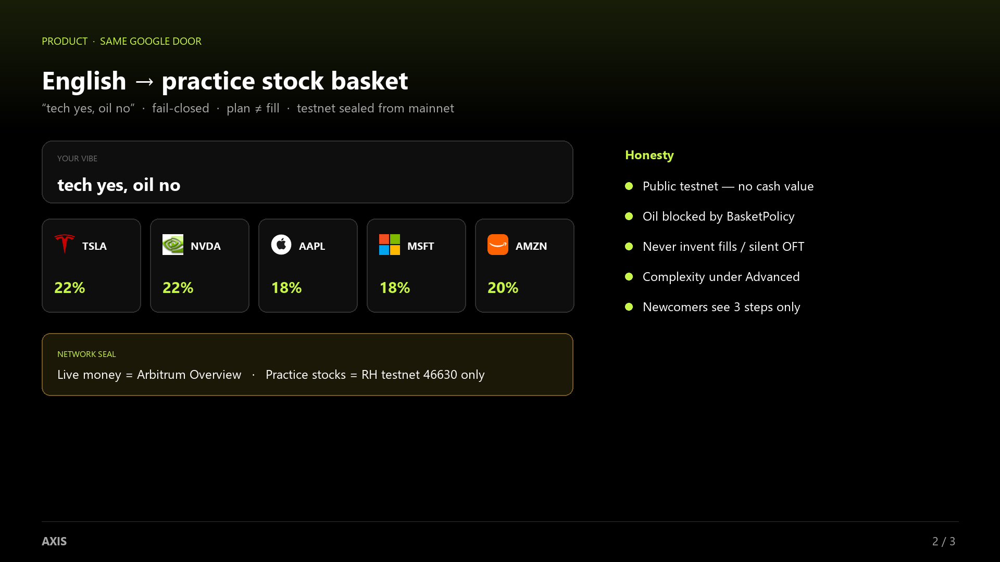 PRODUCT · SAME GOOGLE DOOR
English → practice stock basket
“tech yes, oil no” · fail-closed · plan ≠ fill · testnet sealed from mainnet
YOUR VIBE
tech yes, oil no
TSLA
22%
NVDA
22%
AAPL
18%
MSFT
18%
AMZN
20%
NETWORK SEAL
Live money = Arbitrum Overview · Practice stocks = RH testnet 46630 only
Honesty
Public testnet — no cash value
Oil blocked by BasketPolicy
Never invent fills / silent OFT
Complexity under Advanced
Newcomers see 3 steps only
AXIS
2 / 3